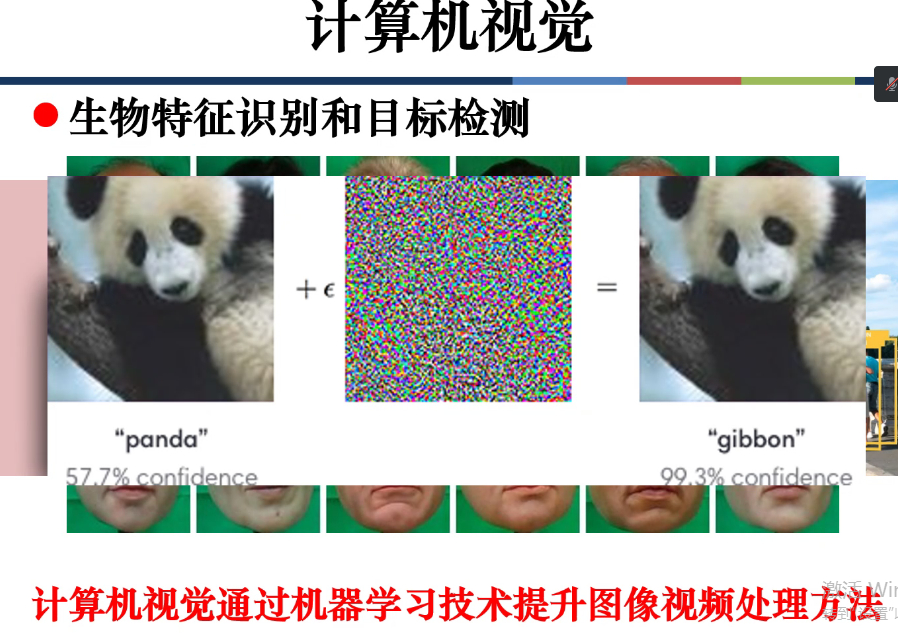 计算机视觉
生物特征识别和目标检测
+ ϵ
=
“panda”
“gibbon”
57.7% confidence
99.3% confidence
激活 Win
计算机视觉通过机器学习技术提升图像视频处理方法